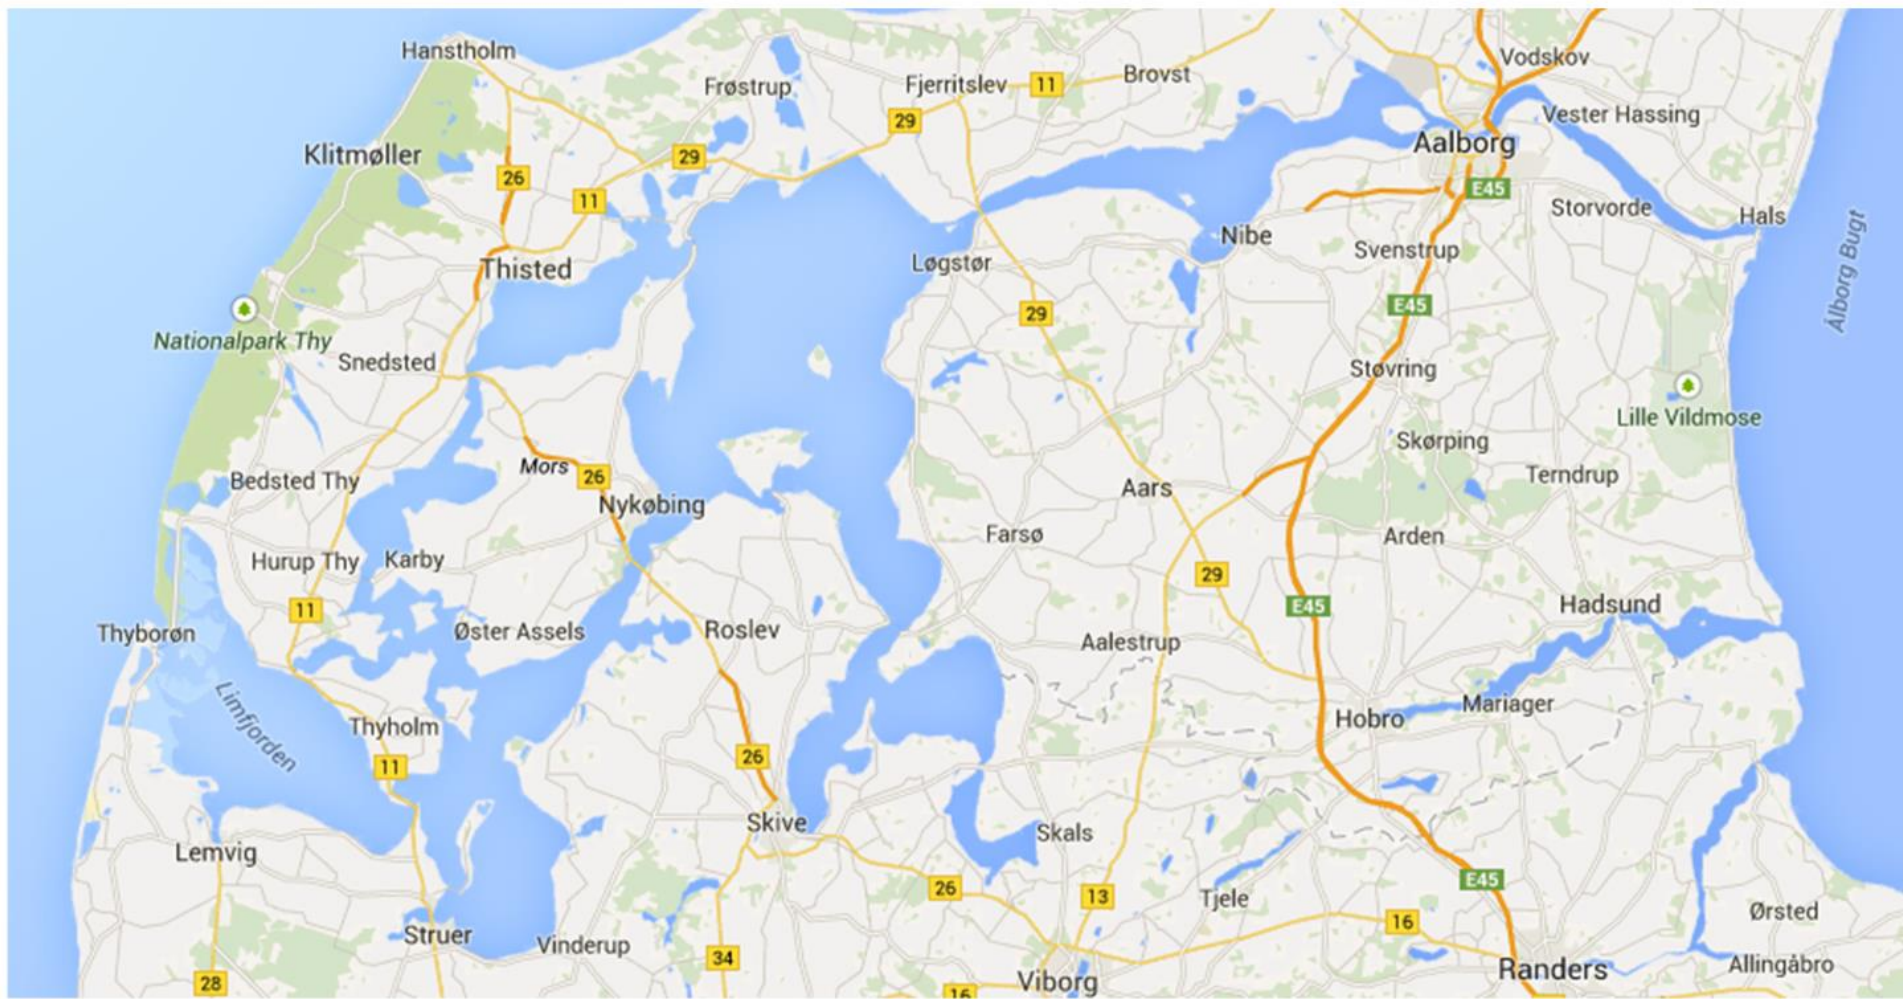 Hanstholm
Vodskov
Frøstrup
Fjerritslev
11
Brovst
Vester Hassing
29
Aalborg
Klitmøller
29
26
E45
11
Storvorde
Hals
Nibe
Svenstrup
Løgstør
Thisted
Ålborg Bugt
E45
29
Nationalpark Thy
Snedsted
Støvring
Lille Vildmose
Skørping
Mors
26
Terndrup
Bedsted Thy
Aars
Nykøbing
Farsø
Arden
Hurup Thy
Karby
29
11
E45
Hadsund
Thyborøn
Øster Assels
Roslev
Aalestrup
Limfjorden
Mariager
Thyholm
Hobro
26
11
Skive
Skals
Lemvig
E45
26
13
Tjele
Ørsted
16
Struer
Vinderup
34
Allingåbro
Randers
28
Viborg
16